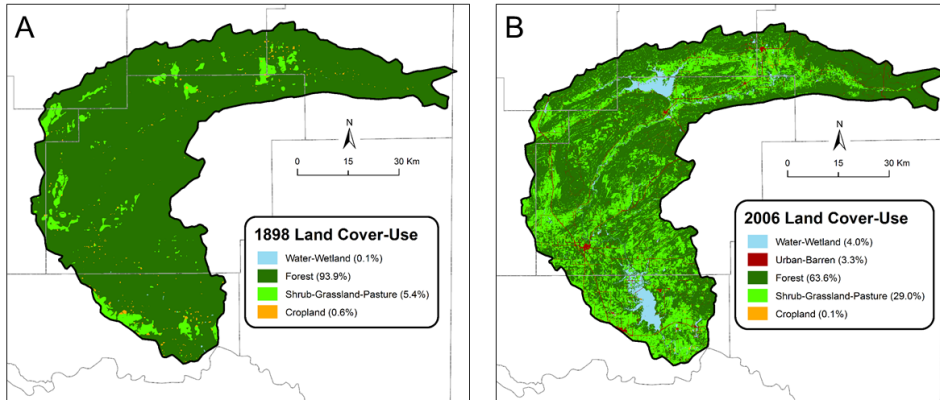 A
N
0 15 30 Km
1898 Land Cover-Use
Water-Wetland (0.1%)
Forest (93.9%)
Shrub-Grassland-Pasture (5.4%)
Cropland (0.6%)
B
N
0 15 30 Km
2006 Land Cover-Use
Water-Wetland (4.0%)
Urban-Barren (3.3%)
Forest (63.6%)
Shrub-Grassland-Pasture (29.0%)
Cropland (0.1%)